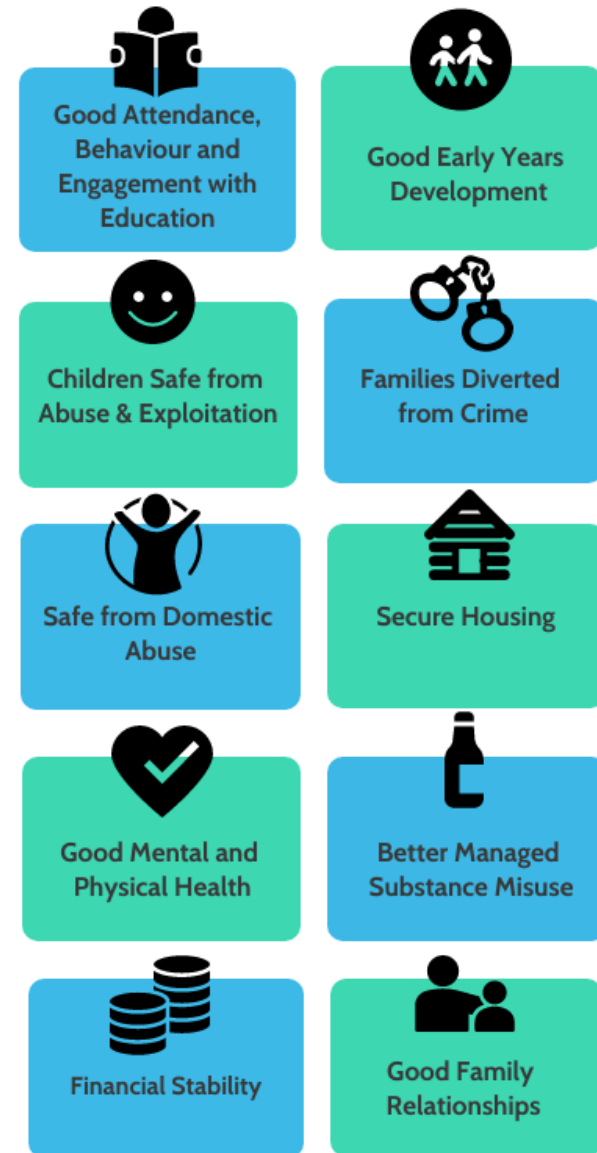 Good Attendance,
Behaviour and
Engagement with
Education
Good Early Years
Development
Children Safe from
Abuse & Exploitation
Families Diverted
from Crime
Safe from Domestic
Abuse
Secure Housing
Good Mental and
Physical Health
Better Managed
Substance Misuse
Financial Stability
Good Family
Relationships